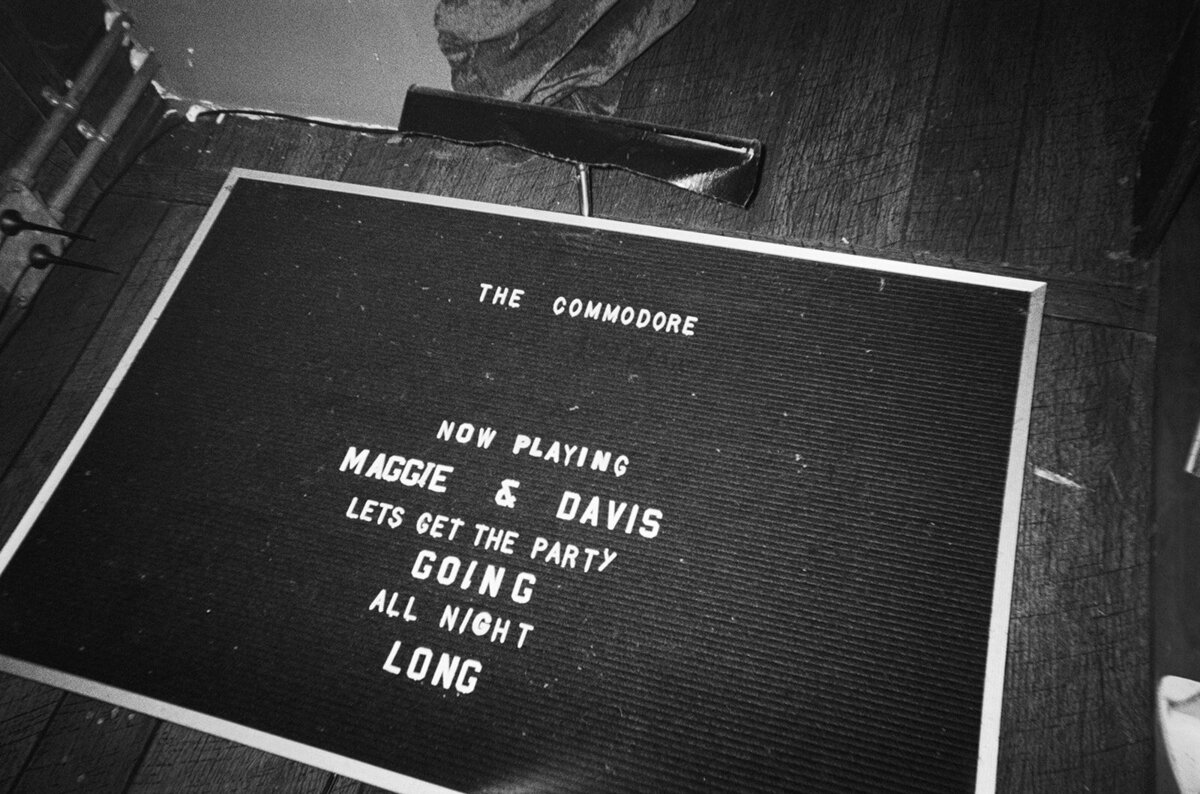 THE COMMODORE
NOW PLAYING
MAGGIE & DAVIS
LETS GET THE PARTY
GOING
ALL NIGHT
LONG